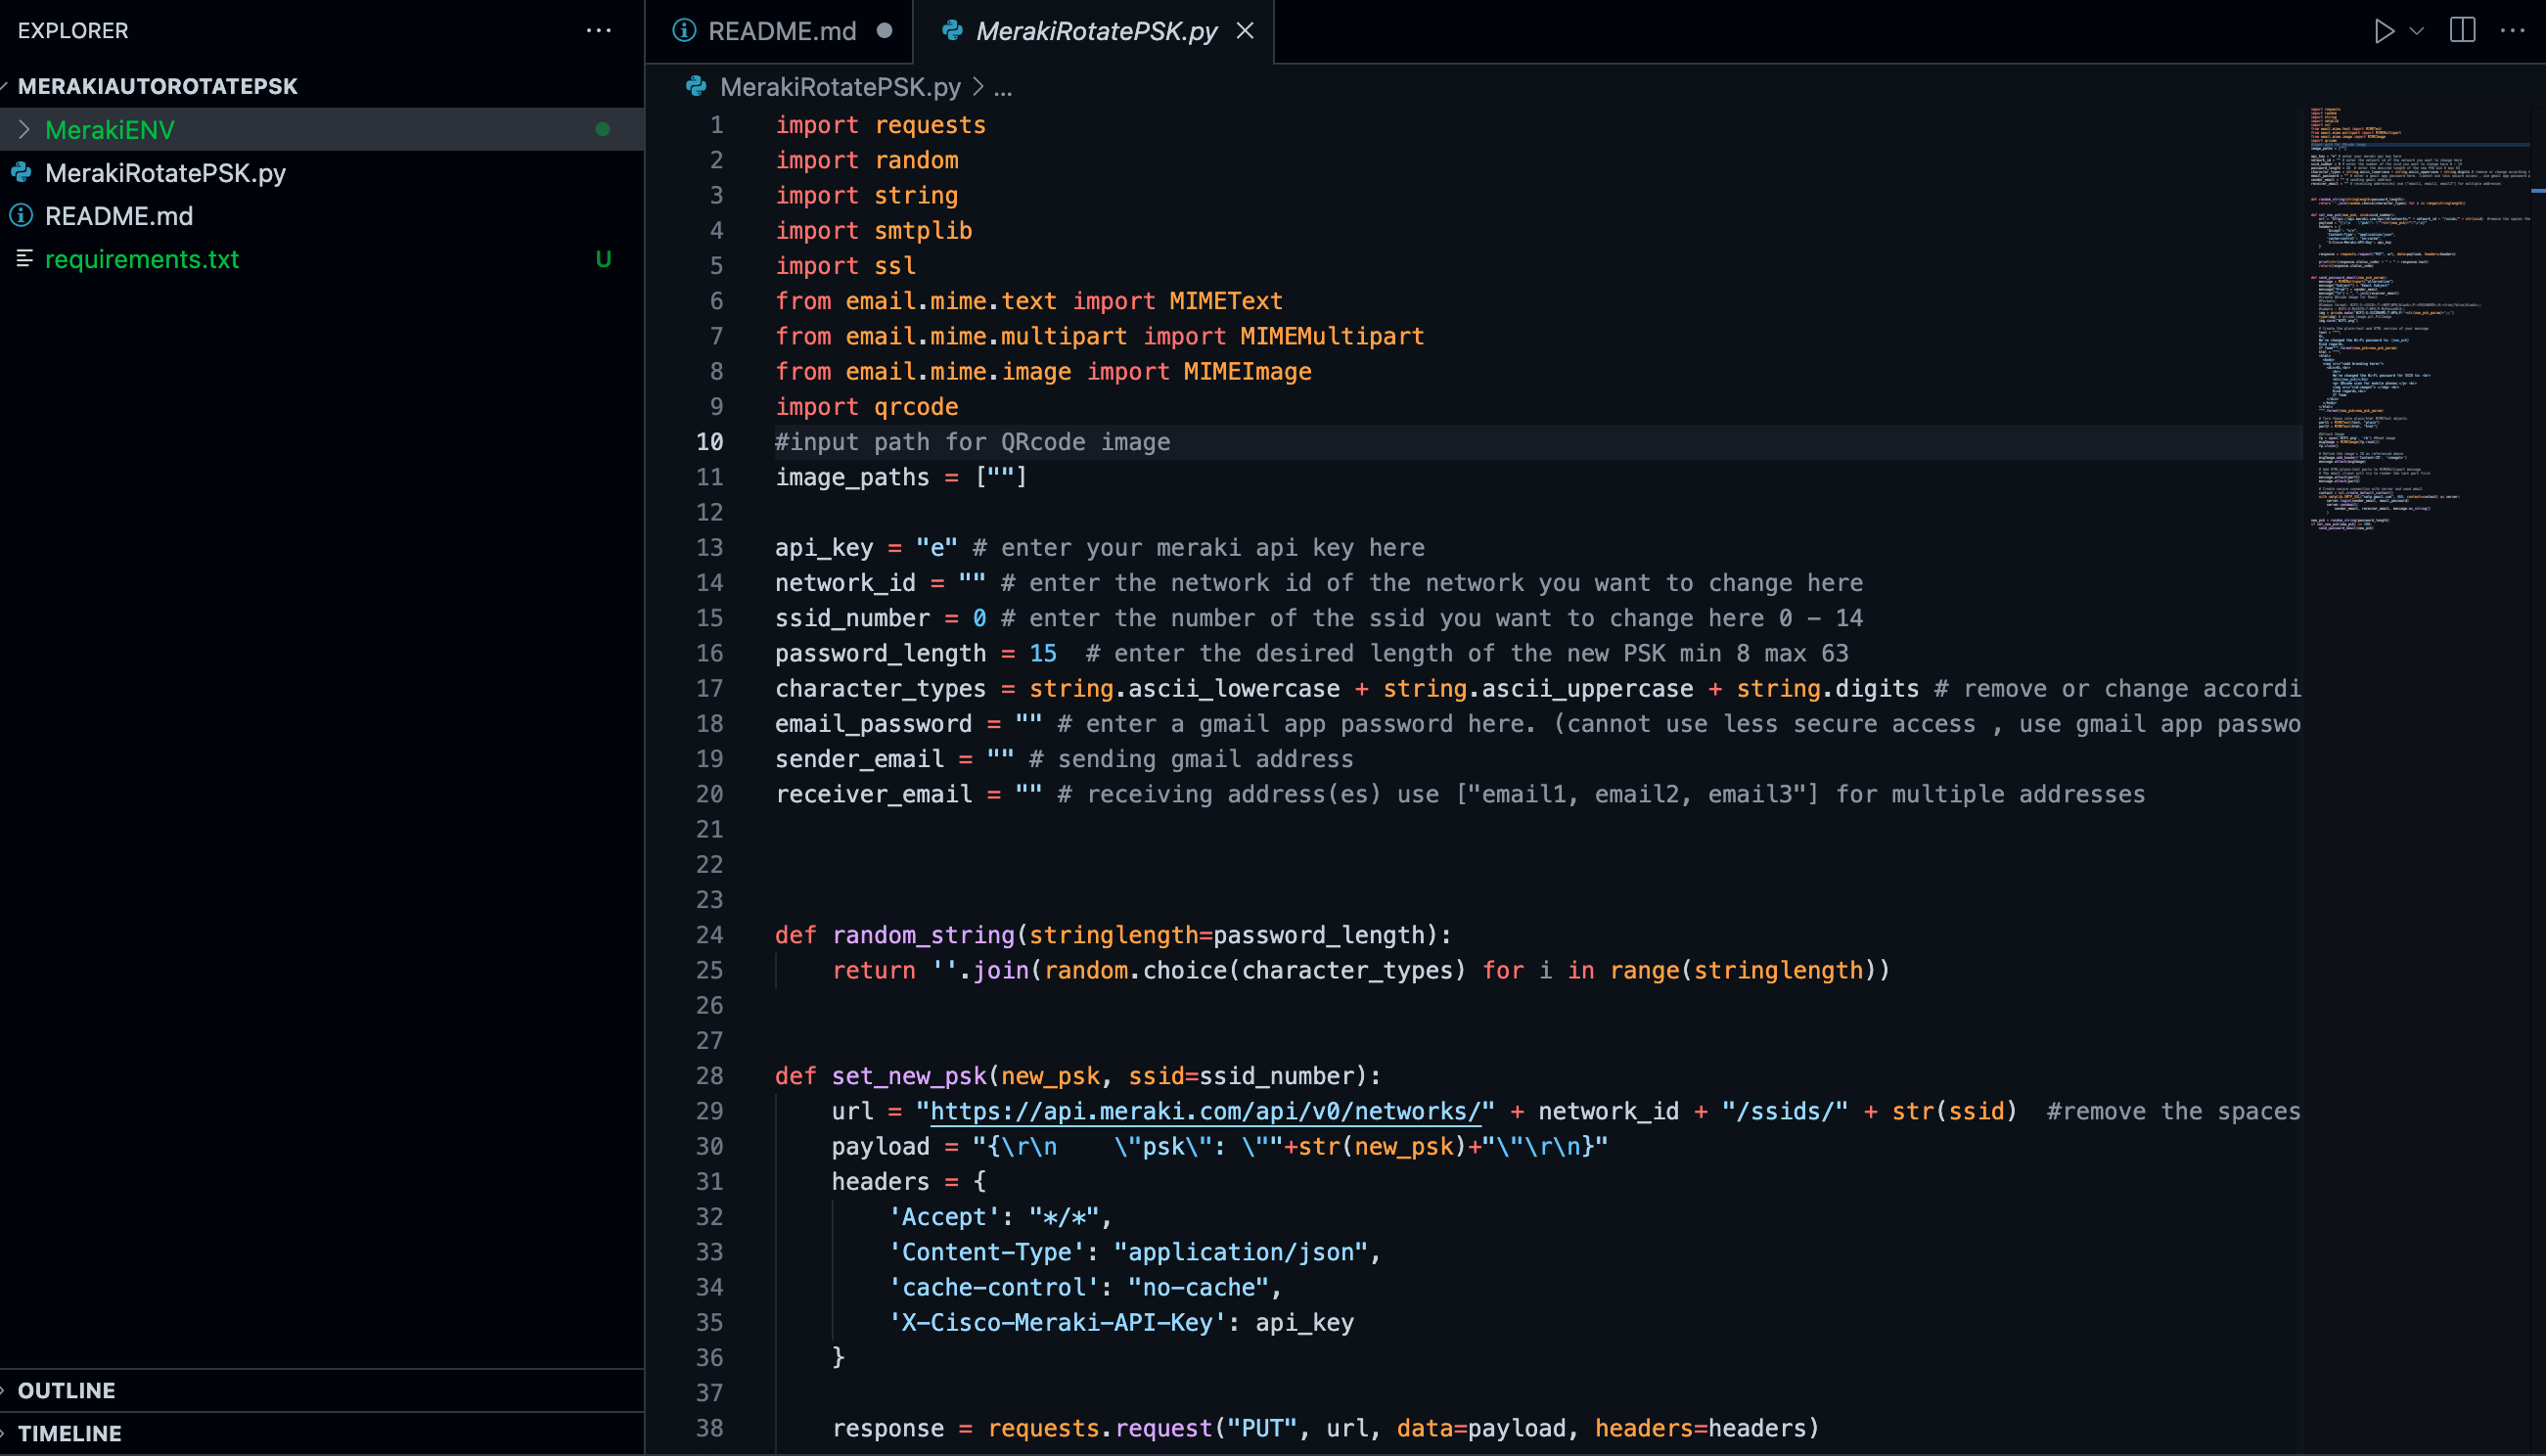 EXPLORER
MERAKIAUTOROTATEPSK
MerakiENV
MerakiRotatePSK.py
README.md
requirements.txt U
OUTLINE
TIMELINE
README.md
MerakiRotatePSK.py
MerakiRotatePSK.py > ...
1 import requests
2 import random
3 import string
4 import smtplib
5 import ssl
6 from email.mime.text import MIMEText
7 from email.mime.multipart import MIMEMultipart
8 from email.mime.image import MIMEImage
9 import qrcode
10 #input path for QRcode image
11 image_paths = [""]
12
13 api_key = "e" # enter your meraki api key here
14 network_id = "" # enter the network id of the network you want to change here
15 ssid_number = 0 # enter the number of the ssid you want to change here 0 - 14
16 password_length = 15  # enter the desired length of the new PSK min 8 max 63
17 character_types = string.ascii_lowercase + string.ascii_uppercase + string.digits # remove or change accordi
18 email_password = "" # enter a gmail app password here. (cannot use less secure access , use gmail app passwo
19 sender_email = "" # sending gmail address
20 receiver_email = "" # receiving address(es) use ["email1, email2, email3"] for multiple addresses
21
22
23
24 def random_string(stringlength=password_length):
25     return ''.join(random.choice(character_types) for i in range(stringlength))
26
27
28 def set_new_psk(new_psk, ssid=ssid_number):
29     url = "https://api.meraki.com/api/v0/networks/" + network_id + "/ssids/" + str(ssid)  #remove the spaces
30     payload = "{\r\n    \"psk\": \""+str(new_psk)+"\"\r\n}"
31     headers = {
32         'Accept': "*/*",
33         'Content-Type': "application/json",
34         'cache-control': "no-cache",
35         'X-Cisco-Meraki-API-Key': api_key
36     }
37
38     response = requests.request("PUT", url, data=payload, headers=headers)